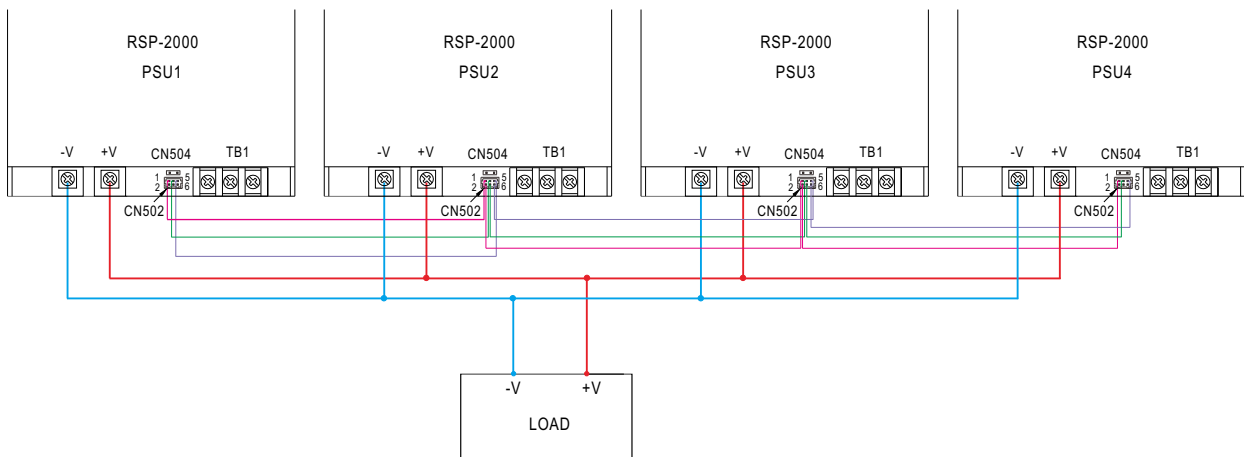 RSP-2000
PSU1
-V +V CN504 TB1
1 5
2 6
CN502
RSP-2000
PSU2
-V +V CN504 TB1
1 5
2 6
CN502
RSP-2000
PSU3
-V +V CN504 TB1
1 5
2 6
CN502
RSP-2000
PSU4
-V +V CN504 TB1
1 5
2 6
CN502
-V +V
LOAD